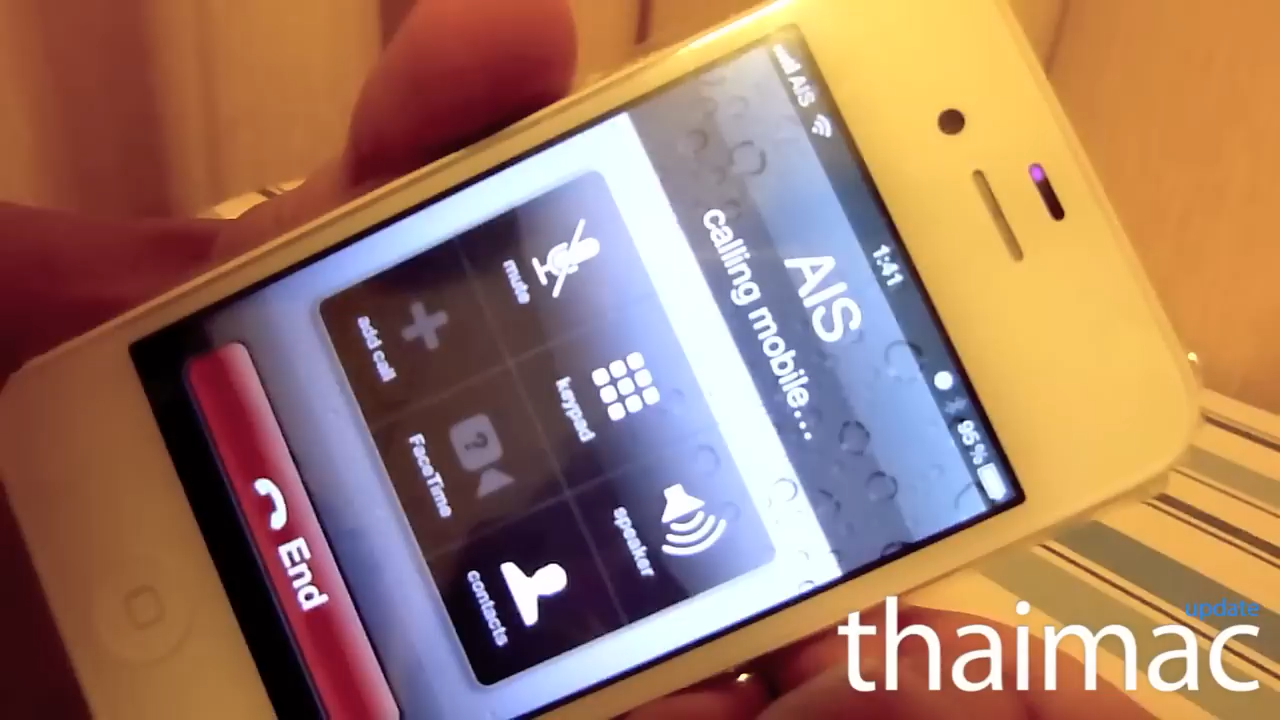 AIS
1:41
95%
AIS
calling mobile...
mute
keypad
speaker
add call
FaceTime
?
contacts
End
update
thaimac